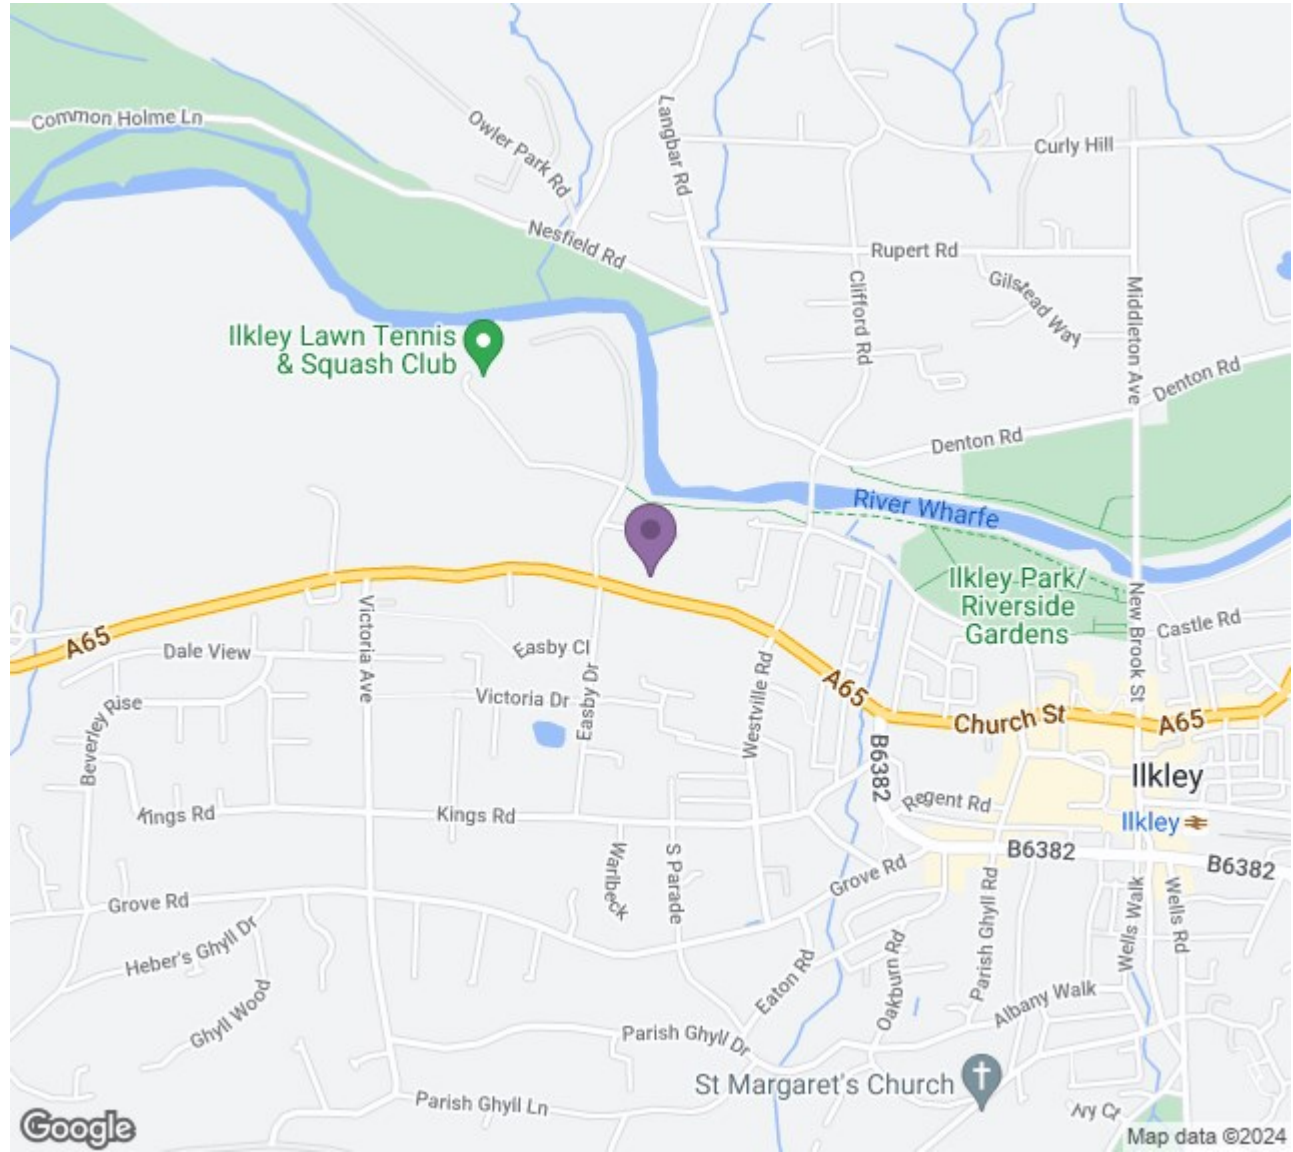 Common Holme Ln
Owler Park Rd
Langbar Rd
Curly Hill
Nesfield Rd
Rupert Rd
Gilstead Way
Clifford Rd
Middleton Ave
Ilkley Lawn Tennis
& Squash Club
Denton Rd
Denton Rd
River Wharfe
Ilkley Park/
Riverside
Gardens
New Brook St
Castle Rd
A65
Dale View
Victoria Ave
Easby Cl
Easby Dr
Victoria Dr
Westville Rd
A65
Church St
A65
Beverley Rise
B6382
Ilkley
Regent Rd
Ilkley
Kings Rd
Kings Rd
Warlbeck
S Parade
Grove Rd
B6382
B6382
Grove Rd
Heber's Ghyll Dr
Ghyll Wood
Eaton Rd
Oakburn Rd
Parish Ghyll Rd
Wells Walk
Wells Rd
Albany Walk
Parish Ghyll Dr
St Margaret's Church
Parish Ghyll Ln
Google
Map data ©2024